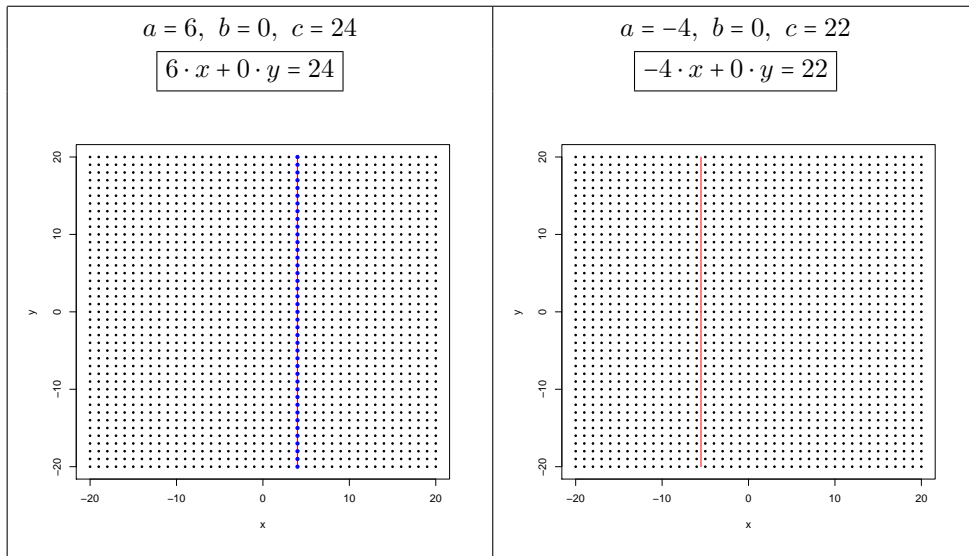 a = 6, b = 0, c = 24
6 · x + 0 · y = 24
20
10
0
−10
−20
y
−20 −10 0 10 20
x
a = −4, b = 0, c = 22
−4 · x + 0 · y = 22
20
10
0
−10
−20
y
−20 −10 0 10 20
x